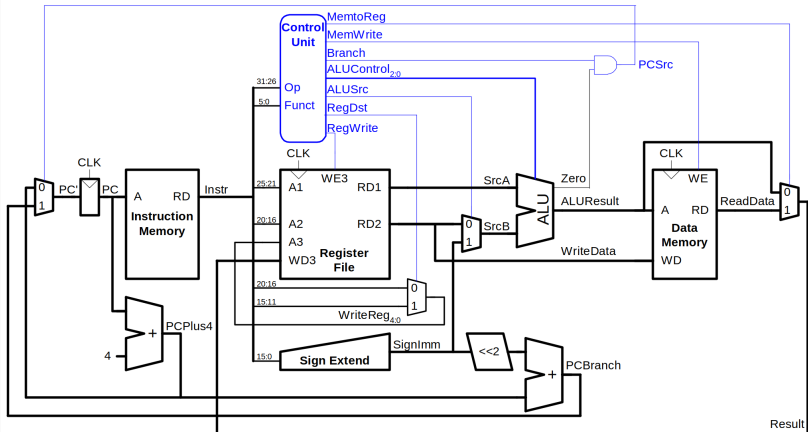 MemtoReg
Control
Unit
MemWrite
Branch
PCSrc
ALUControl2:0
31:26
Op
ALUSrc
5:0
Funct
RegDst
RegWrite
CLK
CLK
CLK
WE3
Zero
WE
0
PC'
PC
A
RD
Instr
25:21
A1
RD1
SrcA
ALU
0
1
ALUResult
A
RD
ReadData
1
Instruction
Memory
20:16
A2
RD2
0
SrcB
Data
Memory
A3
1
Register
File
WD3
WriteData
WD
20:16
0
15:11
1
WriteReg4:0
+
PCPlus4
4
15:0
Sign Extend
SignImm
<<2
+
PCBranch
Result